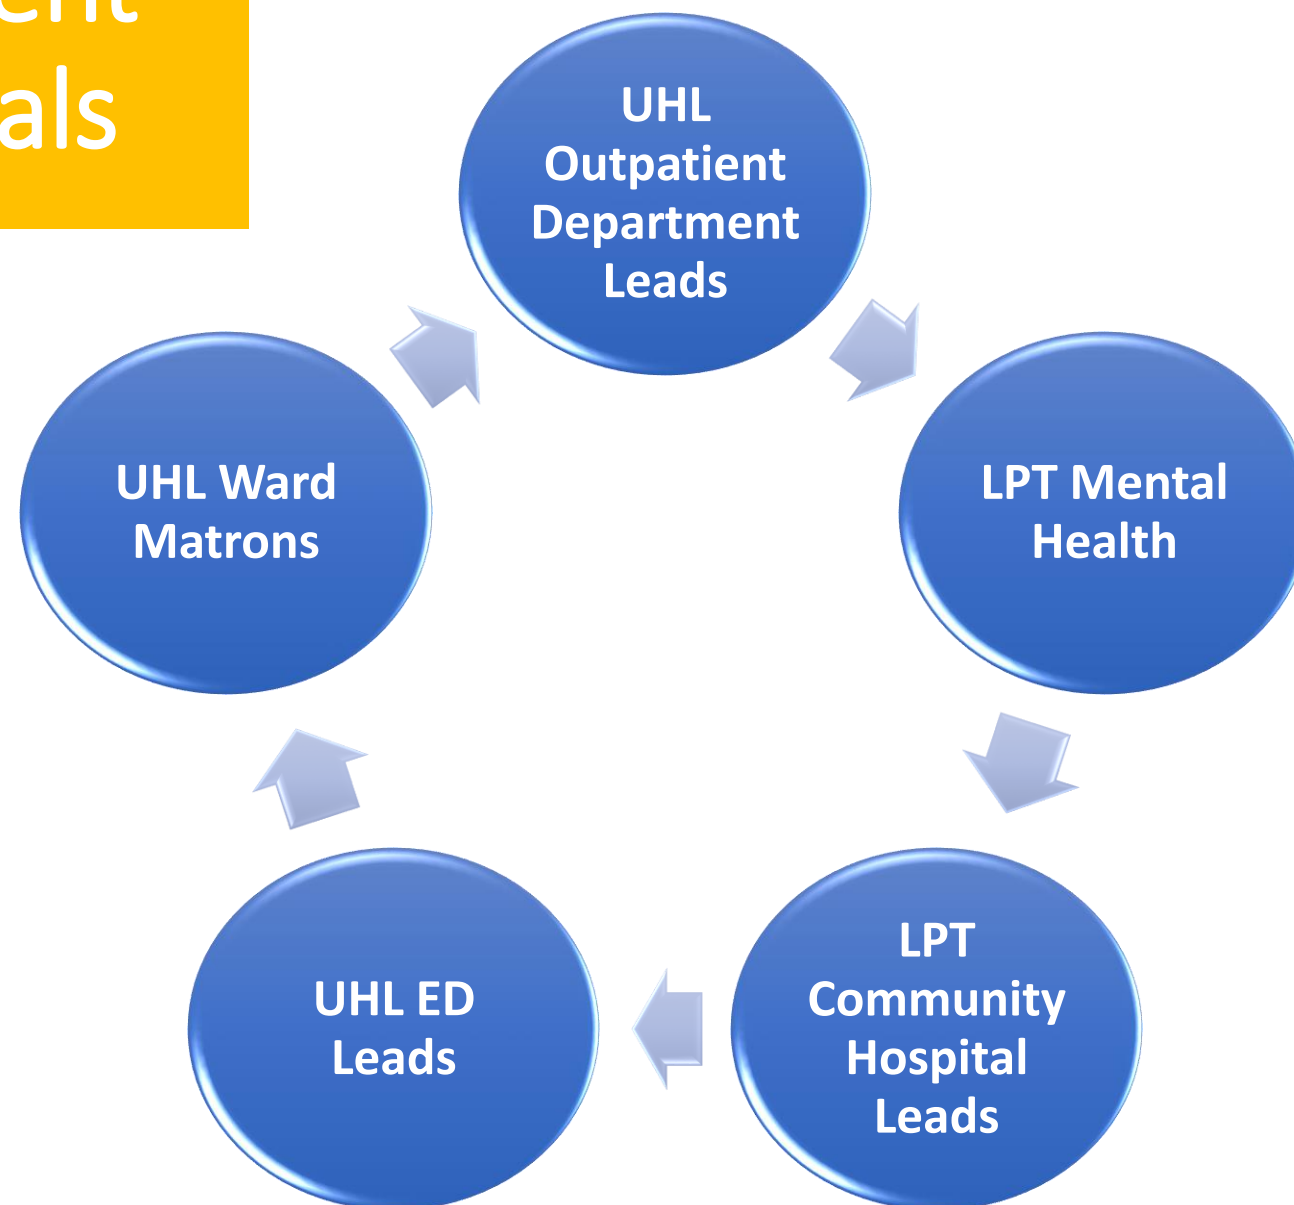 als
UHL
Outpatient
Department
Leads
LPT Mental
Health
LPT
Community
Hospital
Leads
UHL ED
Leads
UHL Ward
Matrons